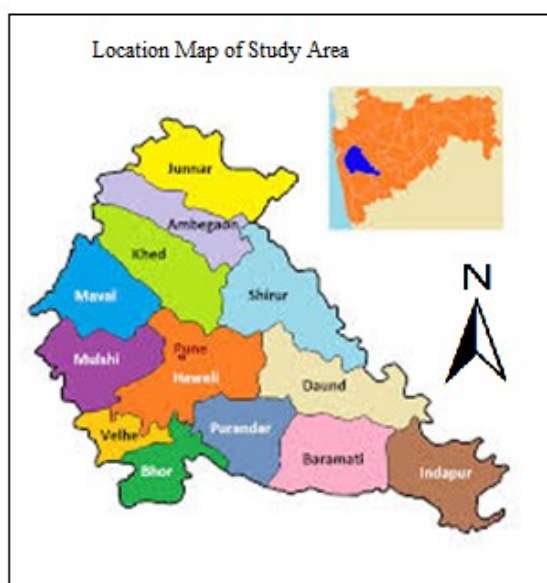 Location Map of Study Area
Junnar
Ambegaon
Khed
Maval
Shirur
N
Pune
Mulshi
Haweli
Daund
Velhe
Purandar
Baramati
Bhor
Indapur